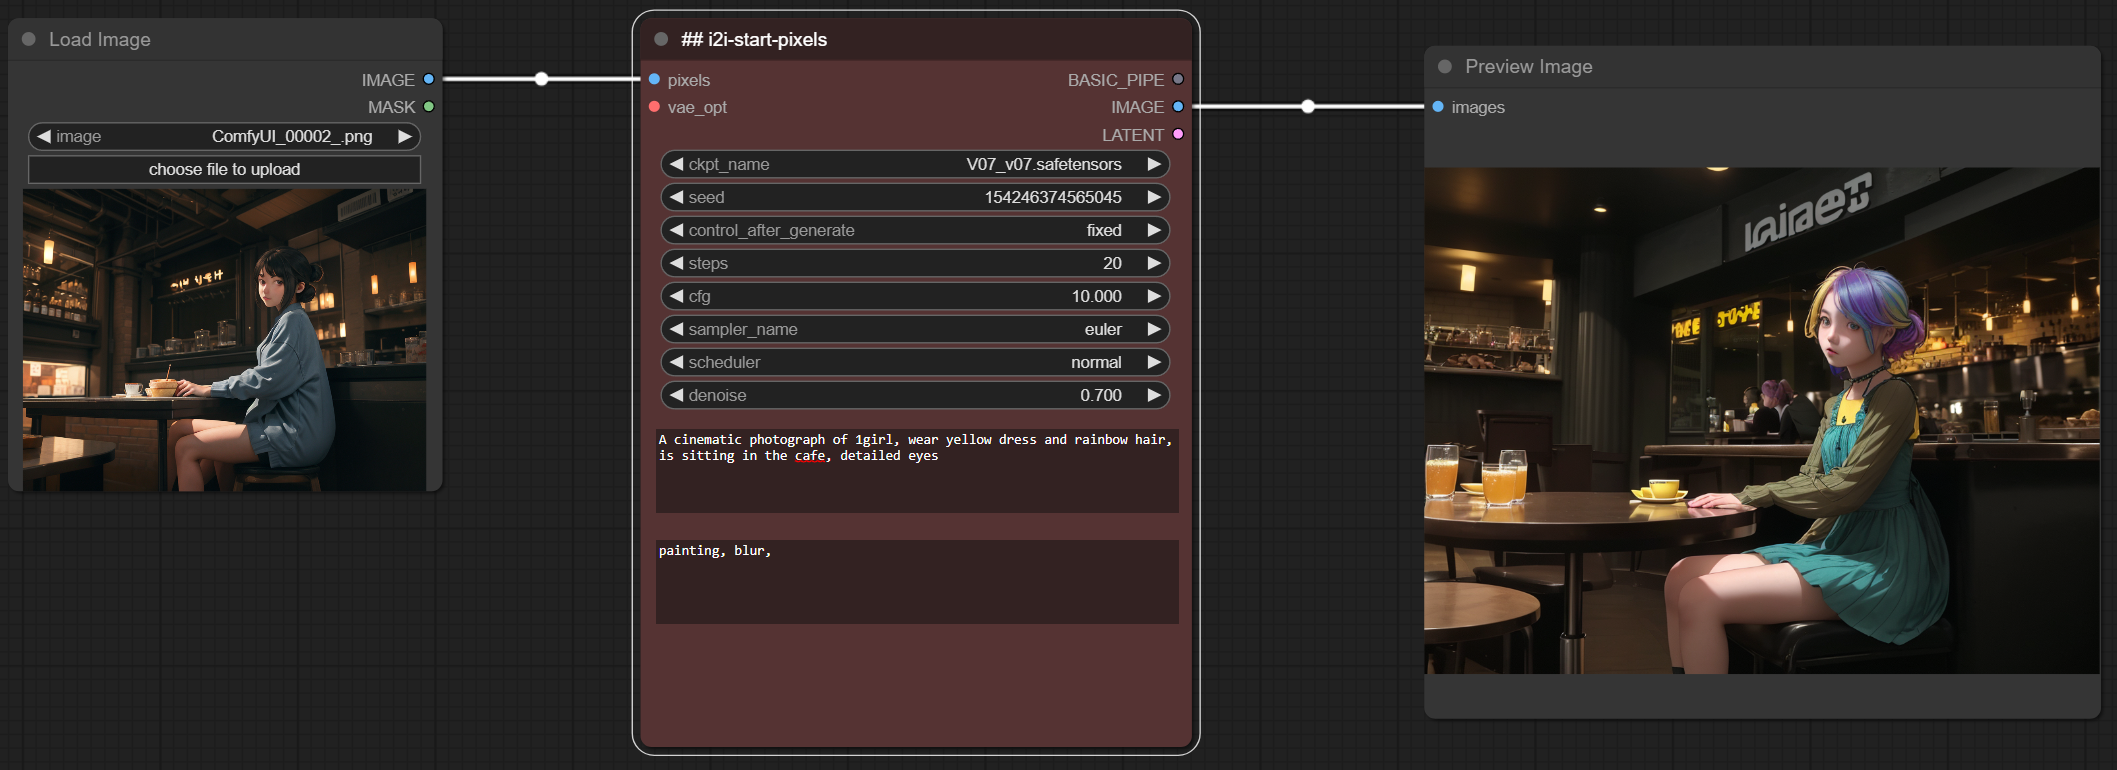 Load Image
IMAGE
MASK
image ComfyUI_00002_.png
choose file to upload
## i2i-start-pixels
pixels BASIC_PIPE
vae_opt IMAGE
LATENT
ckpt_name V07_v07.safetensors
seed 154246374565045
control_after_generate fixed
steps 20
cfg 10.000
sampler_name euler
scheduler normal
denoise 0.700
A cinematic photograph of 1girl, wear yellow dress and rainbow hair,
is sitting in the cafe, detailed eyes
painting, blur,
Preview Image
images